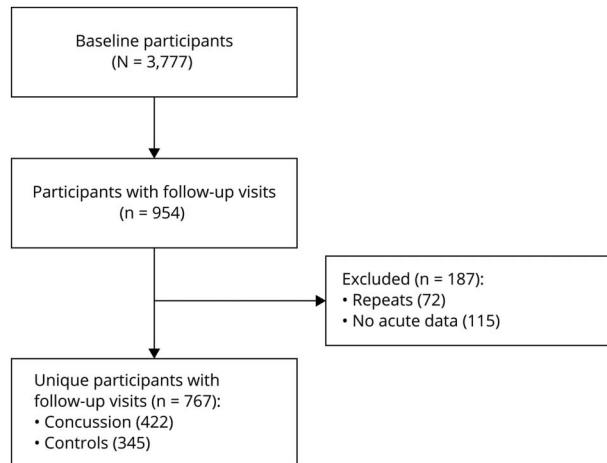 Baseline participants
(N = 3,777)
Participants with follow-up visits
(n = 954)
Excluded (n = 187):
• Repeats (72)
• No acute data (115)
Unique participants with
follow-up visits (n = 767):
• Concussion (422)
• Controls (345)